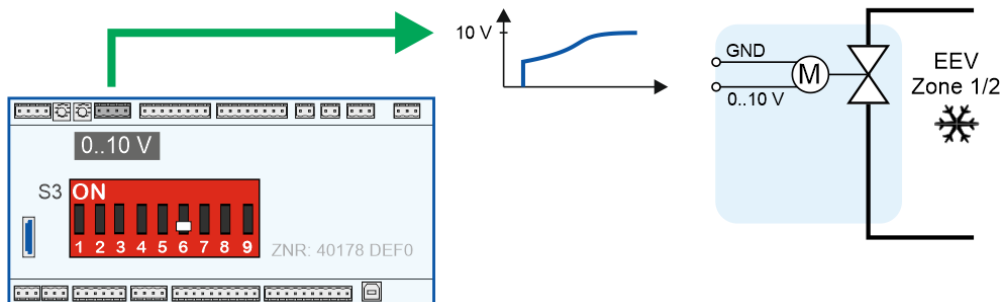 10 V
GND
M
0..10 V
EEV
Zone 1/2
0..10 V
S3
ON
1 2 3 4 5 6 7 8 9
ZNR: 40178 DEF0